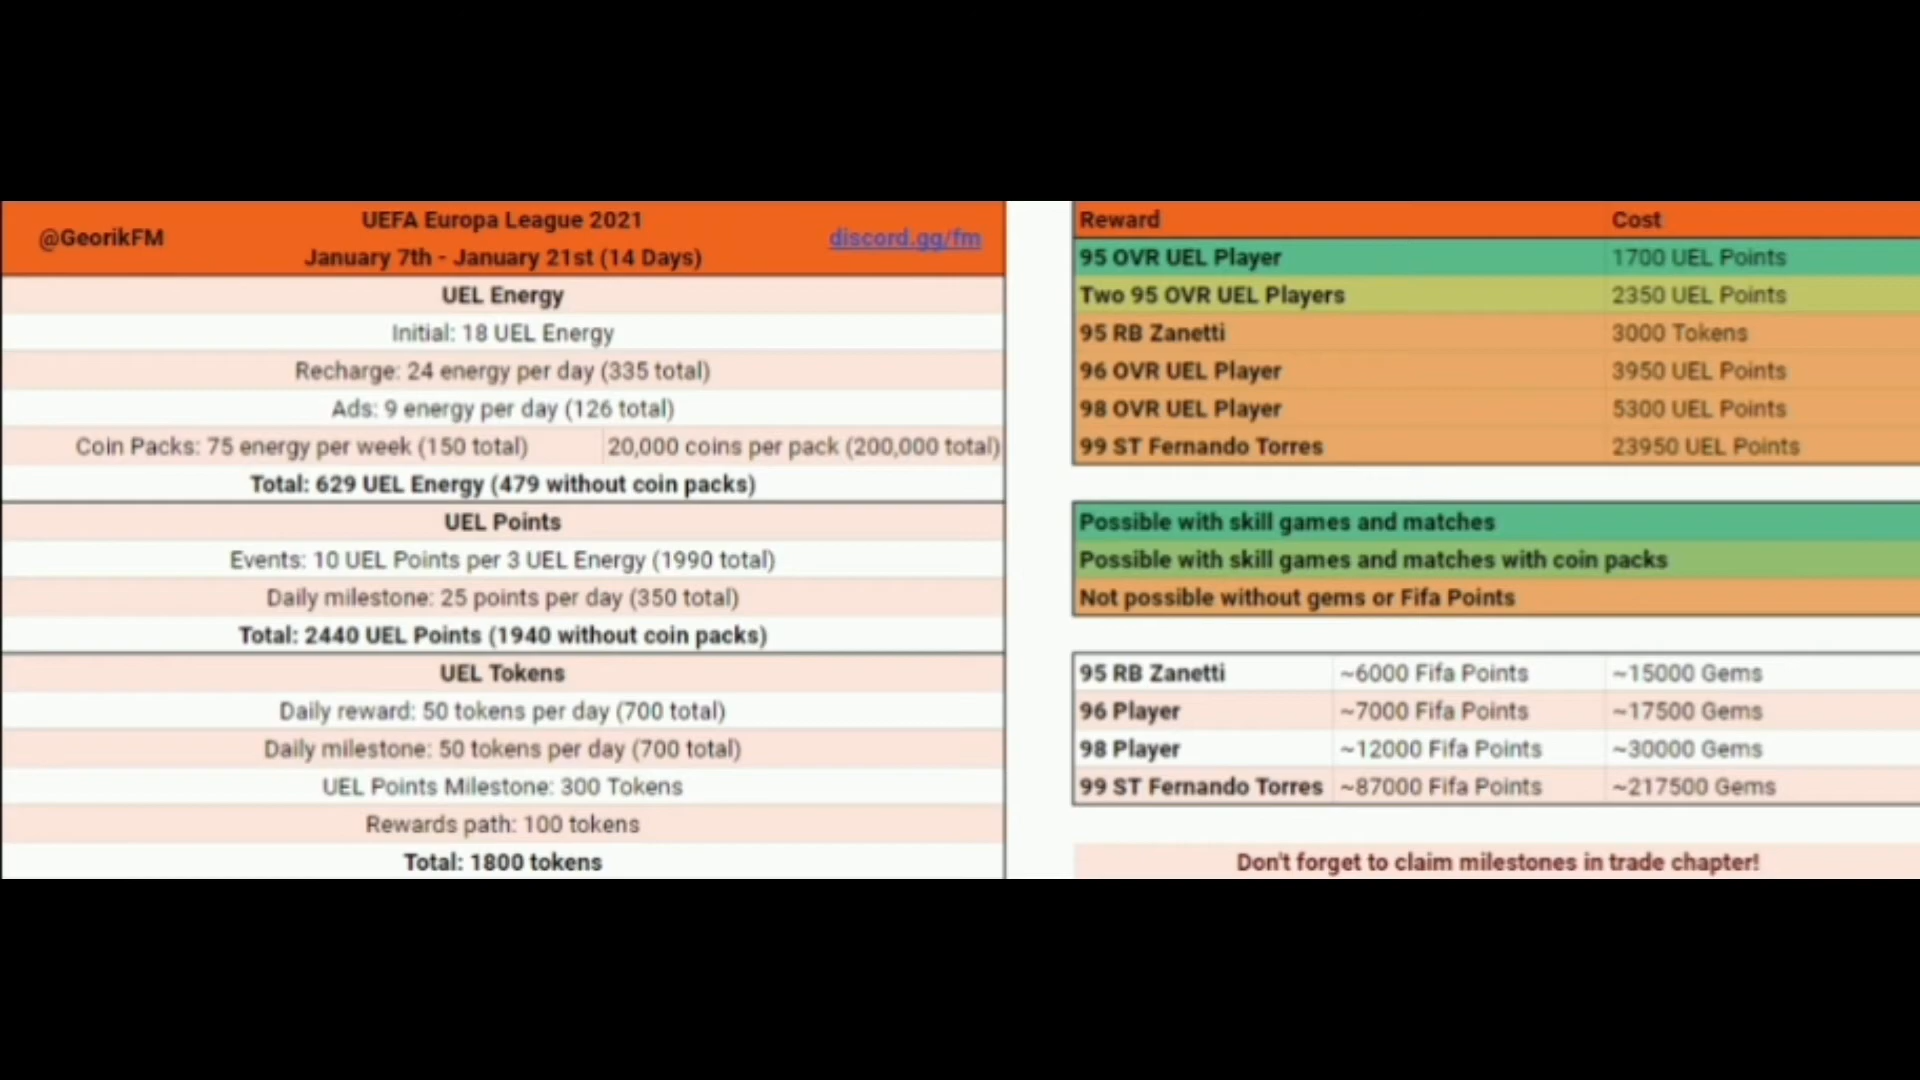 @GeorikFM
UEFA Europa League 2021
January 7th - January 21st (14 Days)
discord.gg/fm
UEL Energy
Initial: 18 UEL Energy
Recharge: 24 energy per day (335 total)
Ads: 9 energy per day (126 total)
Coin Packs: 75 energy per week (150 total) 20,000 coins per pack (200,000 total)
Total: 629 UEL Energy (479 without coin packs)
UEL Points
Events: 10 UEL Points per 3 UEL Energy (1990 total)
Daily milestone: 25 points per day (350 total)
Total: 2440 UEL Points (1940 without coin packs)
UEL Tokens
Daily reward: 50 tokens per day (700 total)
Daily milestone: 50 tokens per day (700 total)
UEL Points Milestone: 300 Tokens
Rewards path: 100 tokens
Total: 1800 tokens
Reward Cost
95 OVR UEL Player 1700 UEL Points
Two 95 OVR UEL Players 2350 UEL Points
95 RB Zanetti 3000 Tokens
96 OVR UEL Player 3950 UEL Points
98 OVR UEL Player 5300 UEL Points
99 ST Fernando Torres 23950 UEL Points
Possible with skill games and matches
Possible with skill games and matches with coin packs
Not possible without gems or Fifa Points
95 RB Zanetti ~6000 Fifa Points ~15000 Gems
96 Player ~7000 Fifa Points ~17500 Gems
98 Player ~12000 Fifa Points ~30000 Gems
99 ST Fernando Torres ~87000 Fifa Points ~217500 Gems
Don't forget to claim milestones in trade chapter!